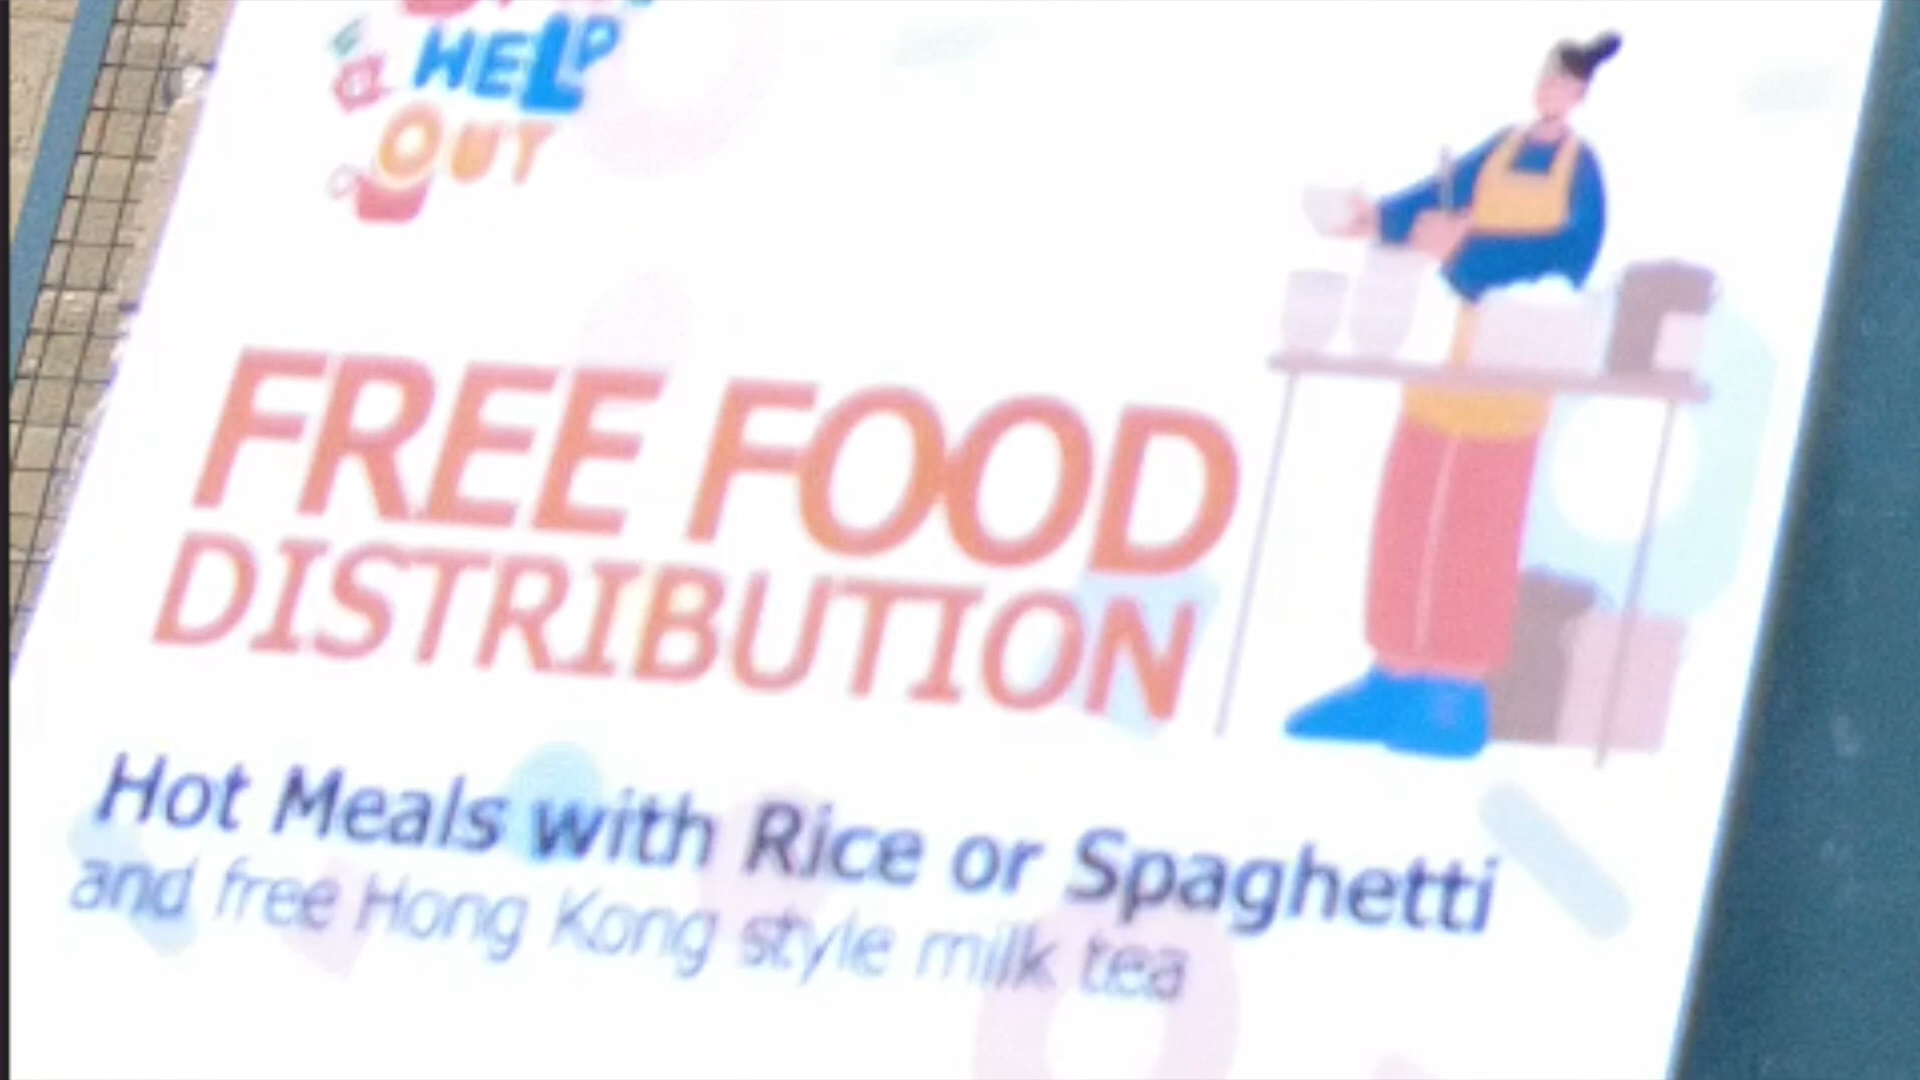 HELP
OUT
FREE FOOD
DISTRIBUTION
Hot Meals with Rice or Spaghetti
and free Hong Kong style milk tea